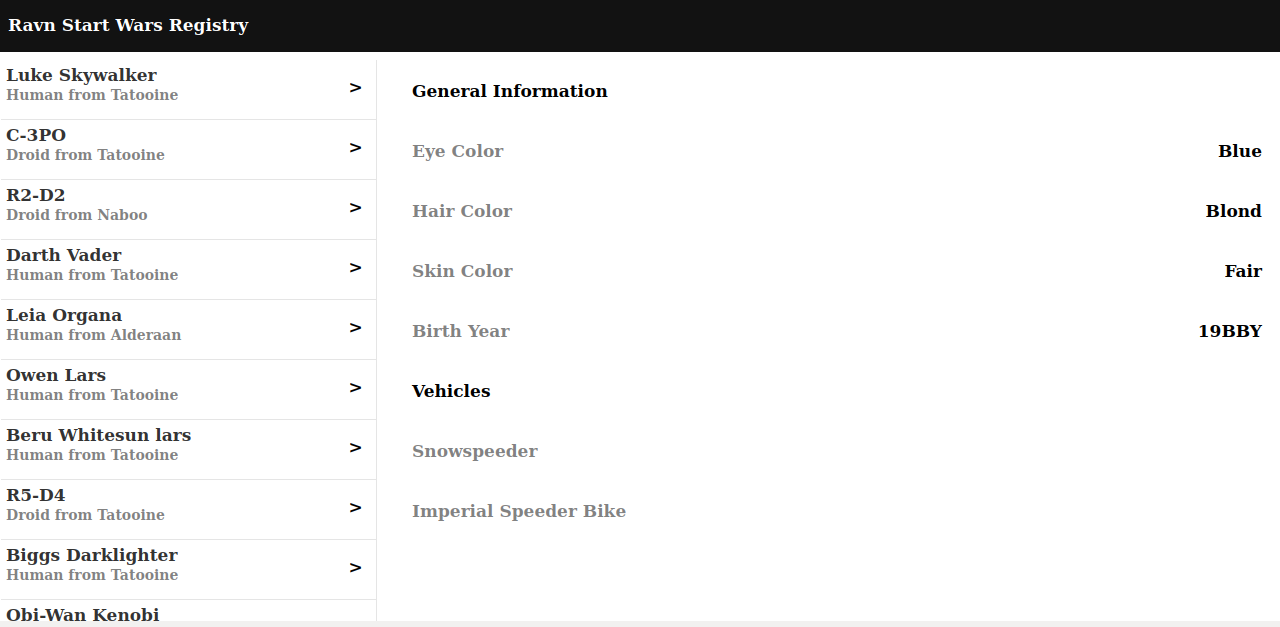 Ravn Start Wars Registry
Luke Skywalker
Human from Tatooine
>
C-3PO
Droid from Tatooine
>
R2-D2
Droid from Naboo
>
Darth Vader
Human from Tatooine
>
Leia Organa
Human from Alderaan
>
Owen Lars
Human from Tatooine
>
Beru Whitesun lars
Human from Tatooine
>
R5-D4
Droid from Tatooine
>
Biggs Darklighter
Human from Tatooine
>
Obi-Wan Kenobi
General Information
Eye Color Blue
Hair Color Blond
Skin Color Fair
Birth Year 19BBY
Vehicles
Snowspeeder
Imperial Speeder Bike